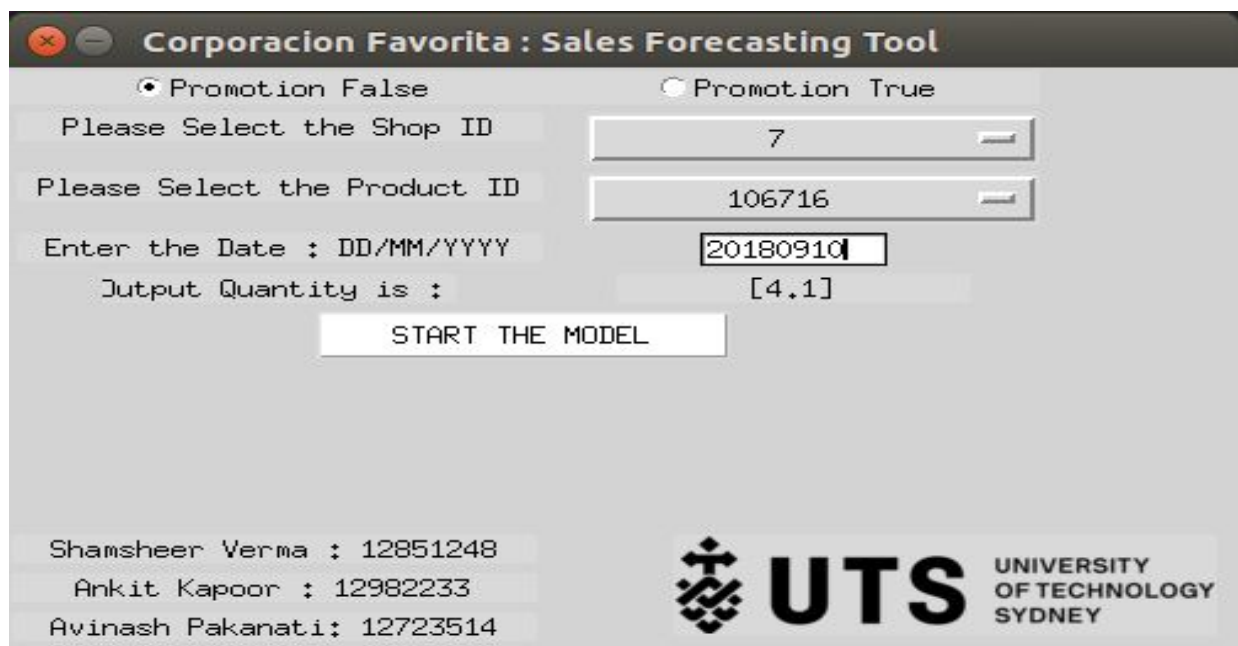 Corporacion Favorita : Sales Forecasting Tool
Promotion False Promotion True
Please Select the Shop ID 7
Please Select the Product ID 106716
Enter the Date : DD/MM/YYYY 20180910
Output Quantity is : [4.1]
START THE MODEL
Shamsheer Verma : 12851248
Ankit Kapoor : 12982233
Avinash Pakanati: 12723514
UTS
UNIVERSITY
OF TECHNOLOGY
SYDNEY